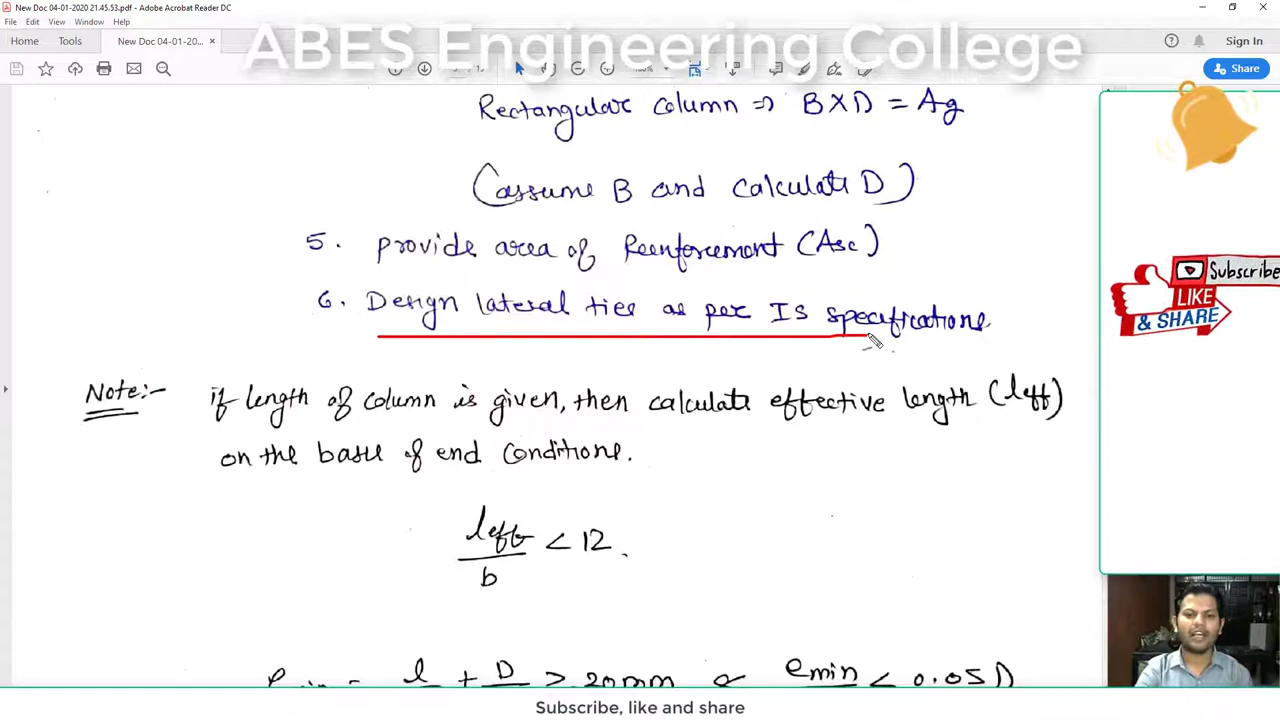 New Doc 04-01-2020 21.45.53.pdf - Adobe Acrobat Reader DC
File Edit View Window Help
Home Tools New Doc 04-01-20... × Sign In
Share
ABES Engineering College
Rectangular column => B X D = Ag
(assume B and calculate D)
5. provide area of Reenforcement (Asc)
6. Design lateral ties as per IS specifications
Note:- if length of column is given, then calculate effective length (leff)
on the basis of end conditions.
leff/b < 12.
l + D > 20mm emin < 0.05D
Subscribe
LIKE
& SHARE
Subscribe, like and share